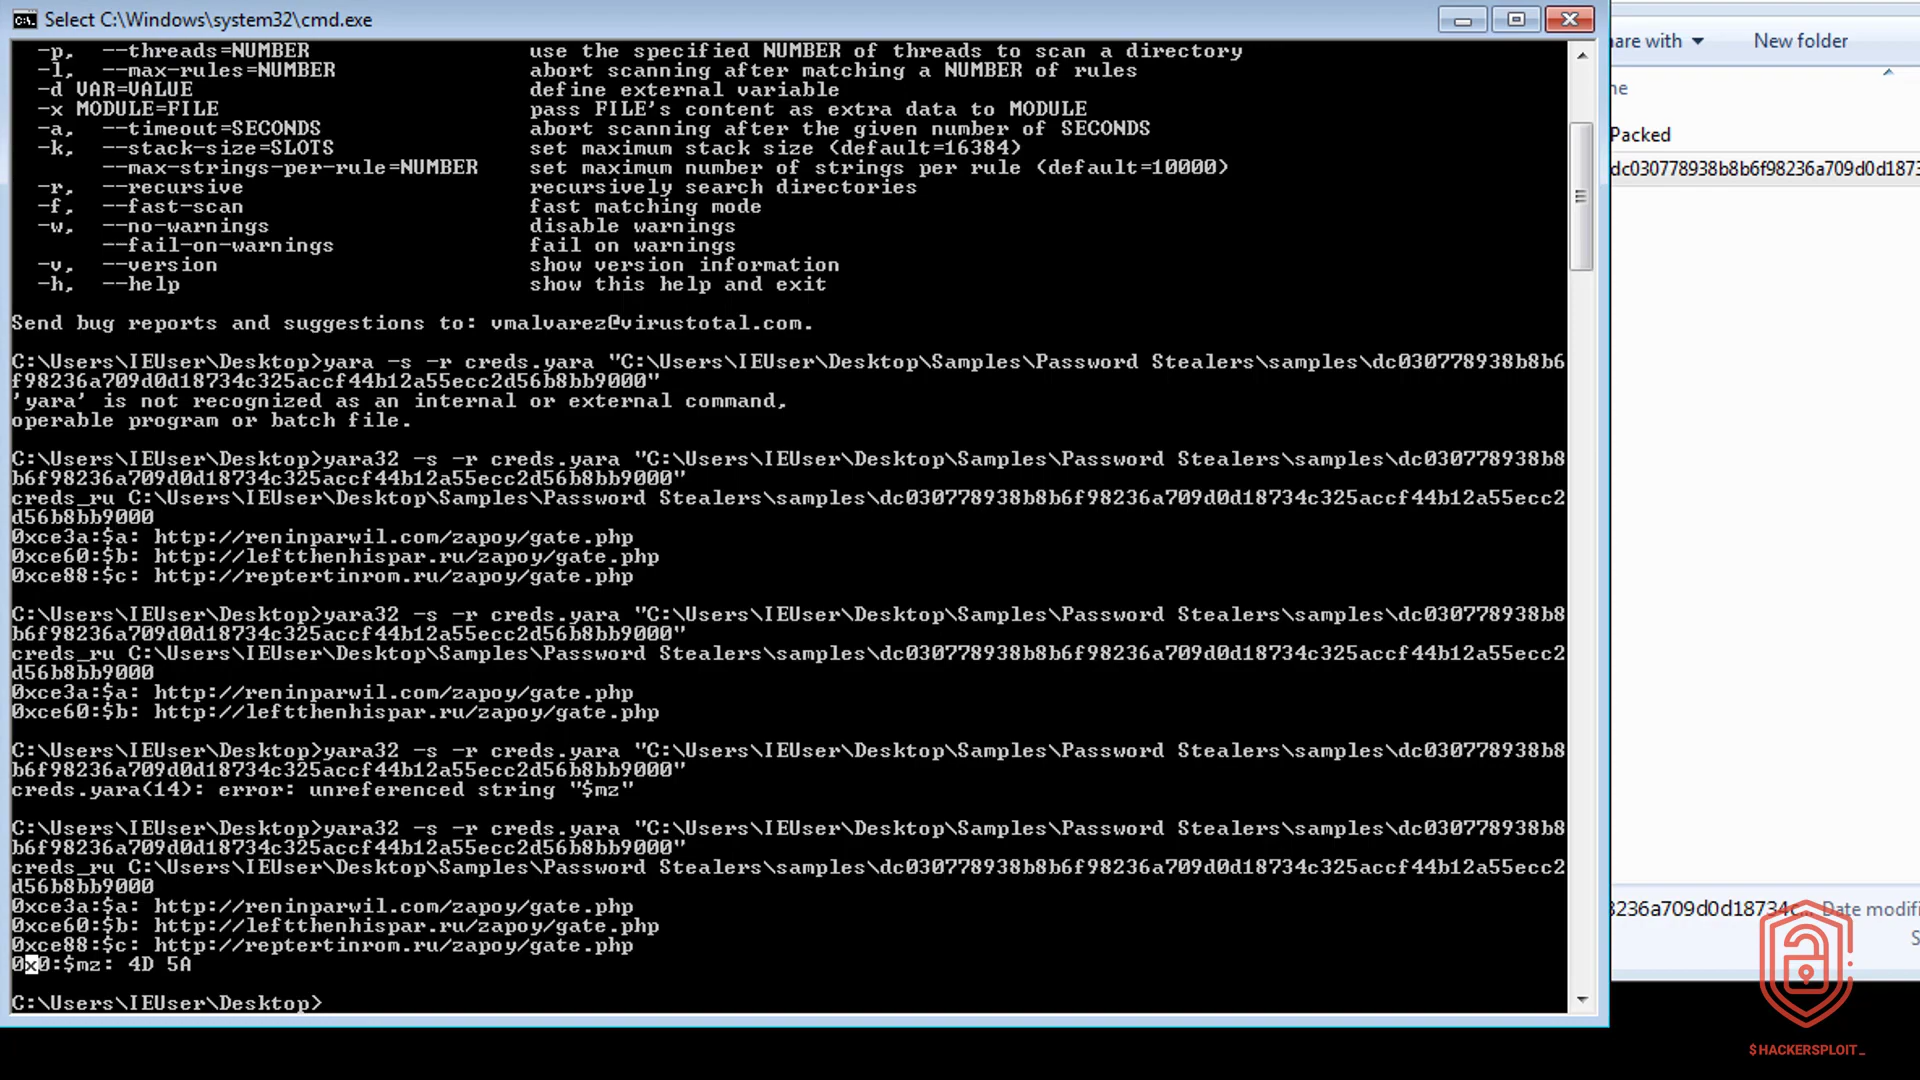 Select C:\Windows\system32\cmd.exe
-p, --threads=NUMBER use the specified NUMBER of threads to scan a directory
-l, --max-rules=NUMBER abort scanning after matching a NUMBER of rules
-d VAR=VALUE define external variable
-x MODULE=FILE pass FILE's content as extra data to MODULE
-a, --timeout=SECONDS abort scanning after the given number of SECONDS
-k, --stack-size=SLOTS set maximum stack size (default=16384)
--max-strings-per-rule=NUMBER set maximum number of strings per rule (default=10000)
-r, --recursive recursively search directories
-f, --fast-scan fast matching mode
-w, --no-warnings disable warnings
--fail-on-warnings fail on warnings
-v, --version show version information
-h, --help show this help and exit
Send bug reports and suggestions to: vmalvarez@virustotal.com.
C:\Users\IEUser\Desktop>yara -s -r creds.yara "C:\Users\IEUser\Desktop\Samples\Password Stealers\samples\dc030778938b8b6
f98236a709d0d18734c325accf44b12a55ecc2d56b8bb9000"
'yara' is not recognized as an internal or external command,
operable program or batch file.
C:\Users\IEUser\Desktop>yara32 -s -r creds.yara "C:\Users\IEUser\Desktop\Samples\Password Stealers\samples\dc030778938b8
b6f98236a709d0d18734c325accf44b12a55ecc2d56b8bb9000"
creds_ru C:\Users\IEUser\Desktop\Samples\Password Stealers\samples\dc030778938b8b6f98236a709d0d18734c325accf44b12a55ecc2
d56b8bb9000
0xce3a:$a: http://reninparwil.com/zapoy/gate.php
0xce60:$b: http://leftthenhispar.ru/zapoy/gate.php
0xce88:$c: http://reptertinrom.ru/zapoy/gate.php
C:\Users\IEUser\Desktop>yara32 -s -r creds.yara "C:\Users\IEUser\Desktop\Samples\Password Stealers\samples\dc030778938b8
b6f98236a709d0d18734c325accf44b12a55ecc2d56b8bb9000"
creds_ru C:\Users\IEUser\Desktop\Samples\Password Stealers\samples\dc030778938b8b6f98236a709d0d18734c325accf44b12a55ecc2
d56b8bb9000
0xce3a:$a: http://reninparwil.com/zapoy/gate.php
0xce60:$b: http://leftthenhispar.ru/zapoy/gate.php
C:\Users\IEUser\Desktop>yara32 -s -r creds.yara "C:\Users\IEUser\Desktop\Samples\Password Stealers\samples\dc030778938b8
b6f98236a709d0d18734c325accf44b12a55ecc2d56b8bb9000"
creds.yara(14): error: unreferenced string "$mz"
C:\Users\IEUser\Desktop>yara32 -s -r creds.yara "C:\Users\IEUser\Desktop\Samples\Password Stealers\samples\dc030778938b8
b6f98236a709d0d18734c325accf44b12a55ecc2d56b8bb9000"
creds_ru C:\Users\IEUser\Desktop\Samples\Password Stealers\samples\dc030778938b8b6f98236a709d0d18734c325accf44b12a55ecc2
d56b8bb9000
0xce3a:$a: http://reninparwil.com/zapoy/gate.php
0xce60:$b: http://leftthenhispar.ru/zapoy/gate.php
0xce88:$c: http://reptertinrom.ru/zapoy/gate.php
0x0:$mz: 4D 5A
C:\Users\IEUser\Desktop>
are with New folder
ne
Packed
dc030778938b8b6f98236a709d0d1873
8236a709d0d18734c... Date modifi
S
$HACKERSPLOIT_